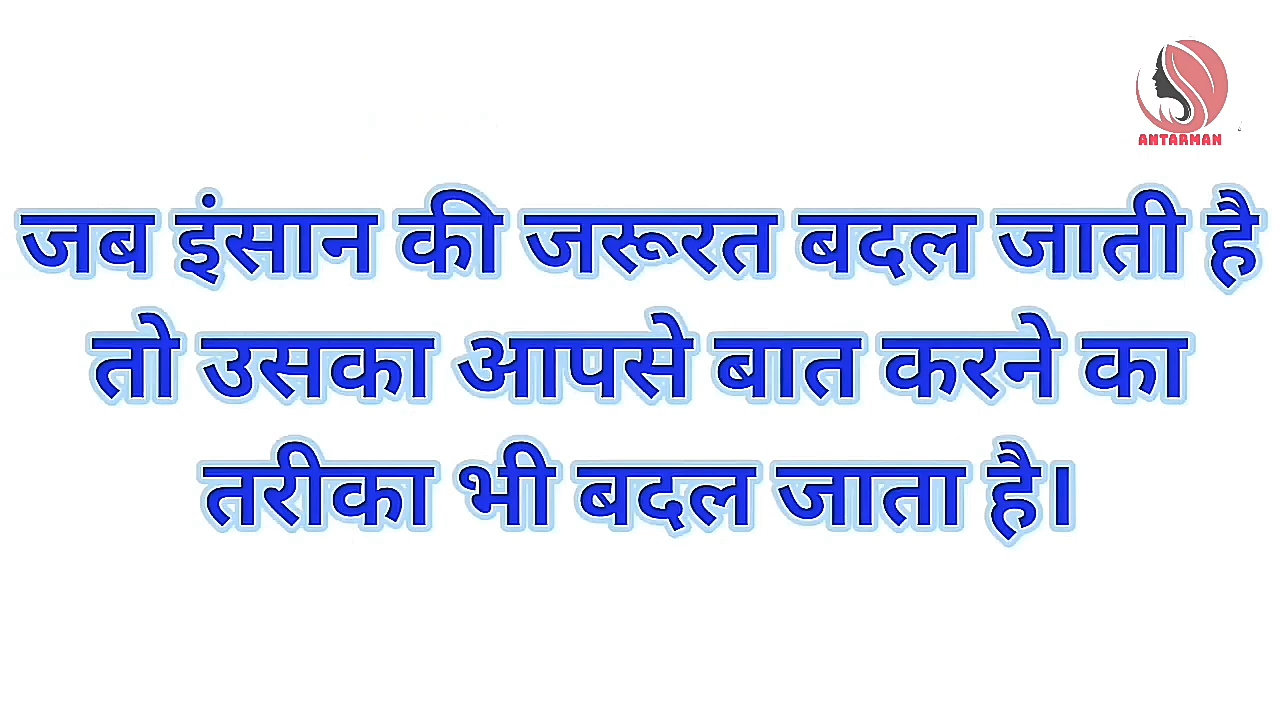 ANTARMAN
जब इंसान की जरूरत बदल जाती है
तो उसका आपसे बात करने का
तरीका भी बदल जाता है।